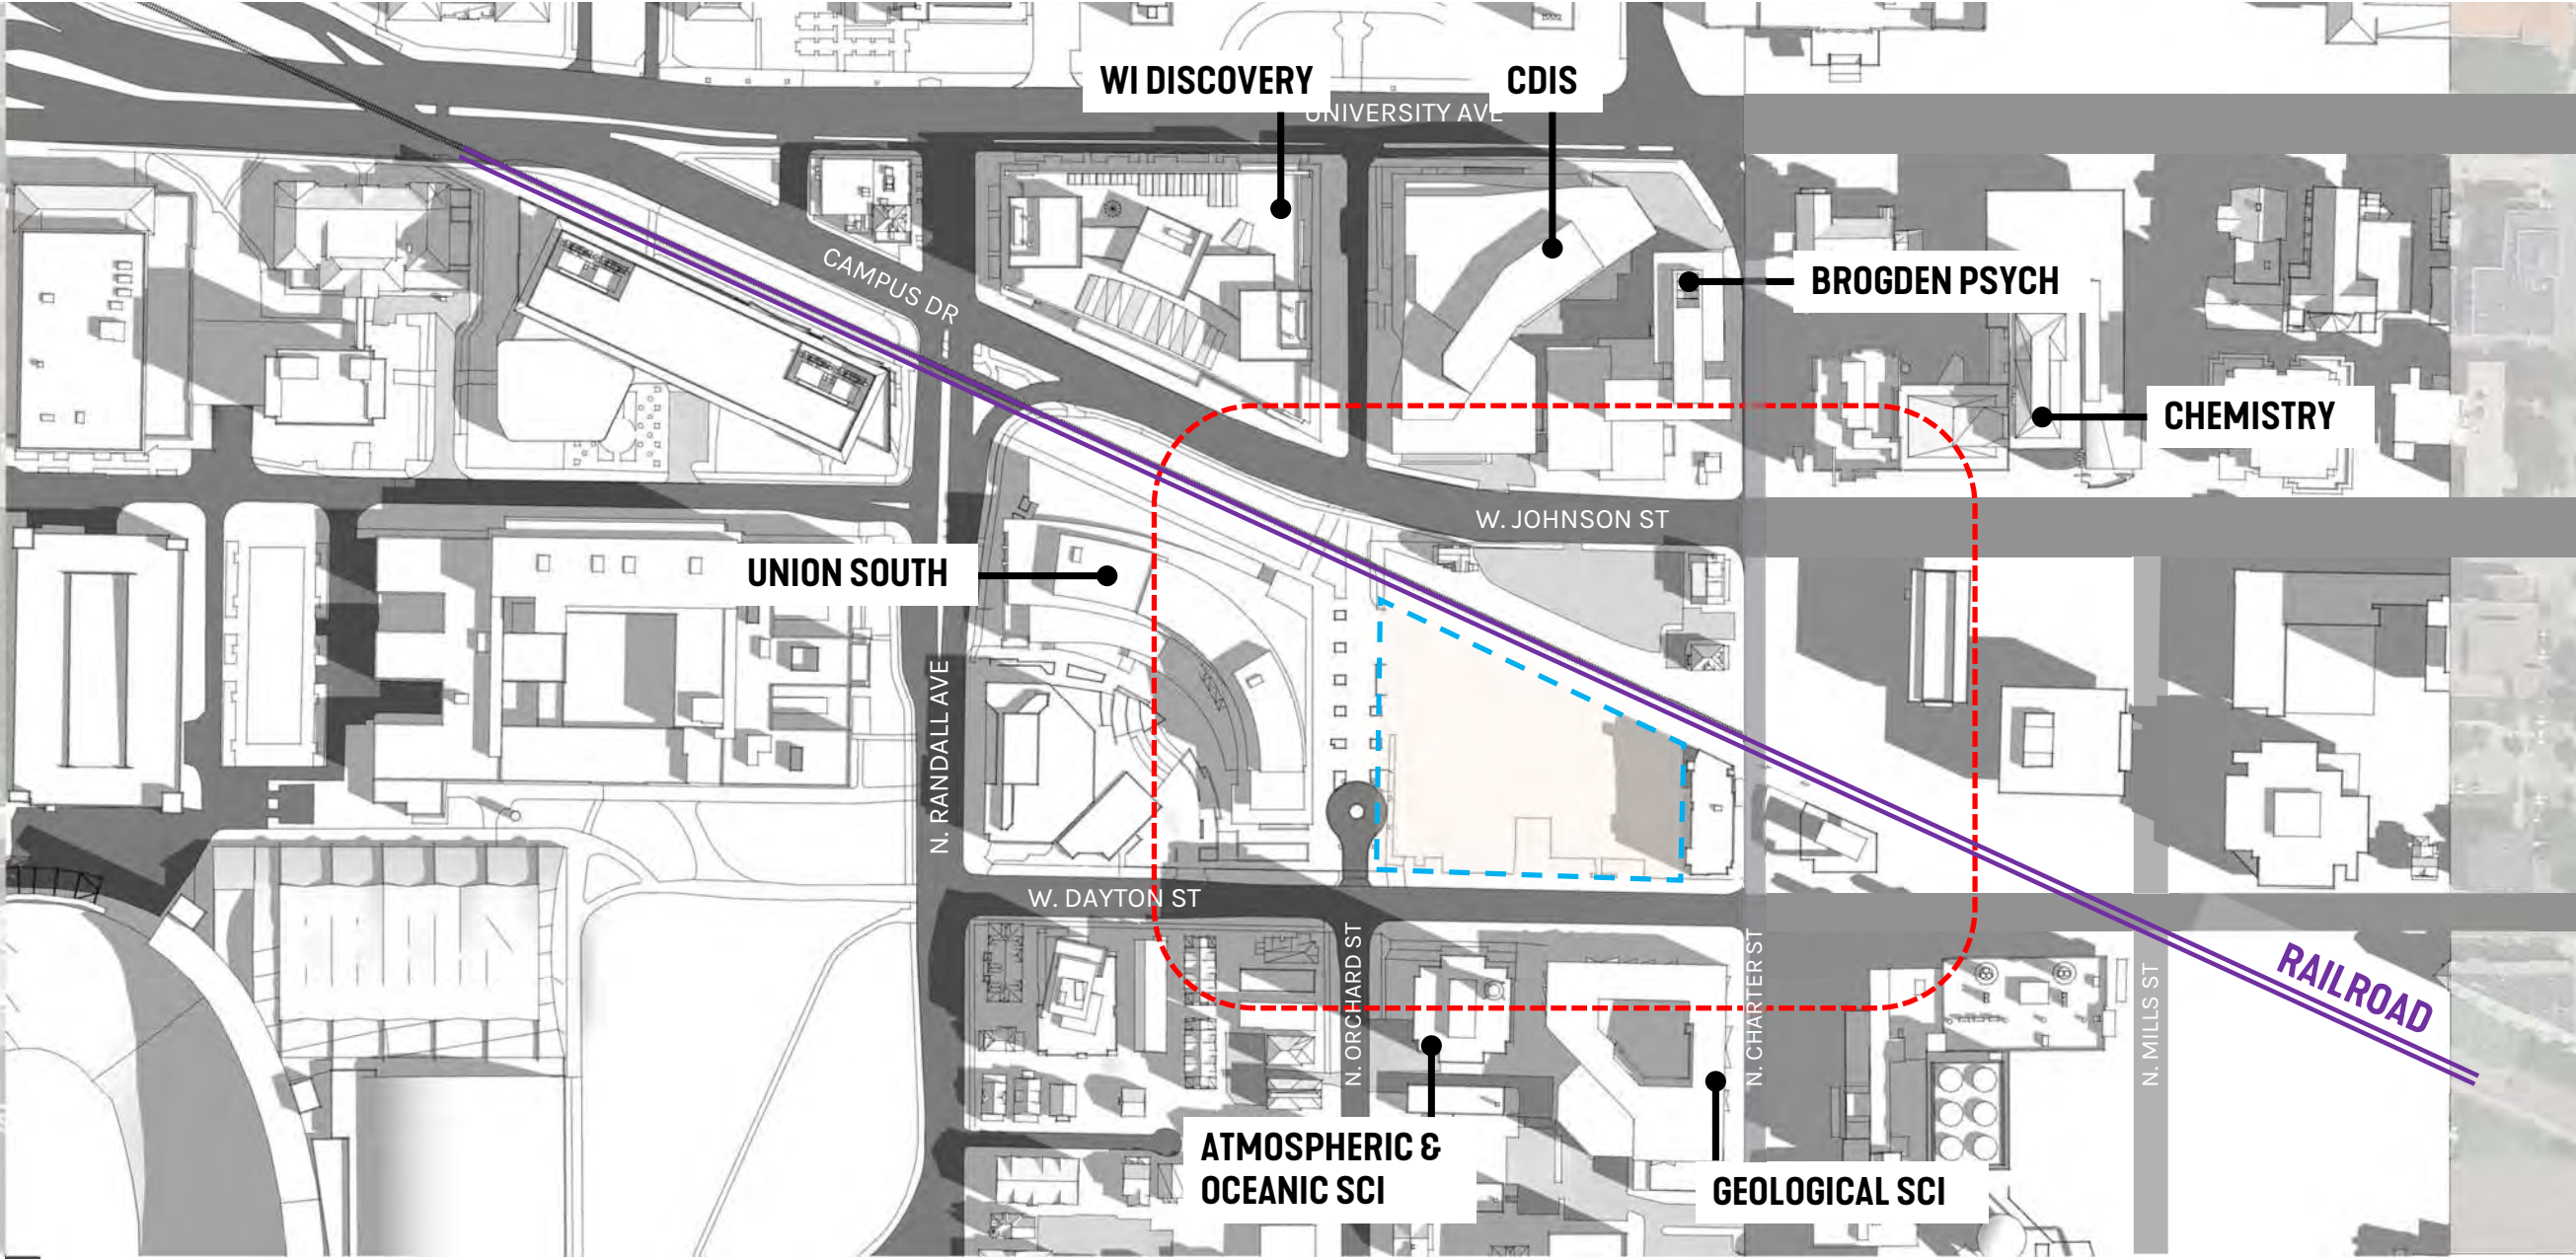 WI DISCOVERY
CDIS
UNIVERSITY AVE
BROGDEN PSYCH
CAMPUS DR
CHEMISTRY
W. JOHNSON ST
UNION SOUTH
N. RANDALL AVE
W. DAYTON ST
N. ORCHARD ST
N. CHARTER ST
N. MILLS ST
RAILROAD
ATMOSPHERIC &
OCEANIC SCI
GEOLOGICAL SCI